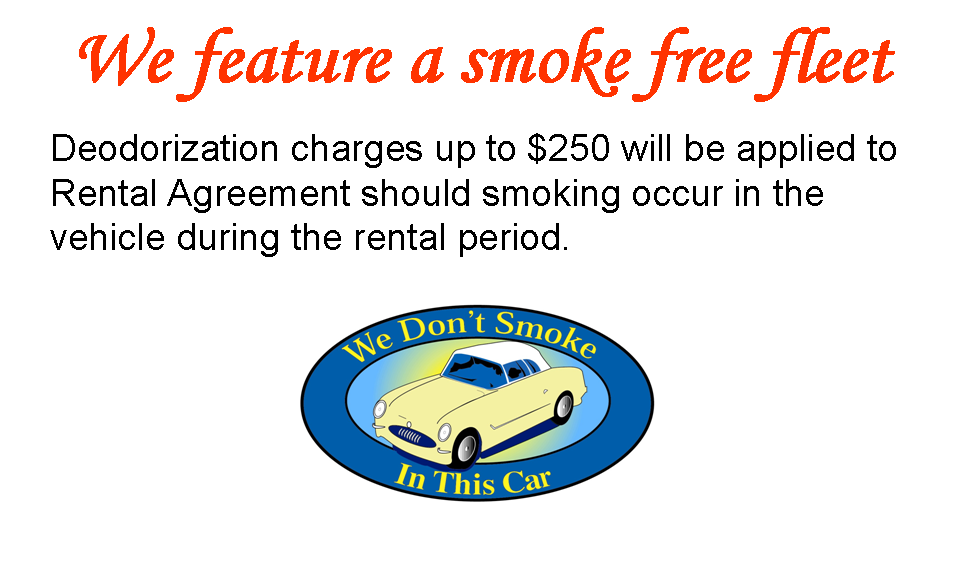 We feature a smoke free fleet
Deodorization charges up to $250 will be applied to
Rental Agreement should smoking occur in the
vehicle during the rental period.
We Don't Smoke
In This Car